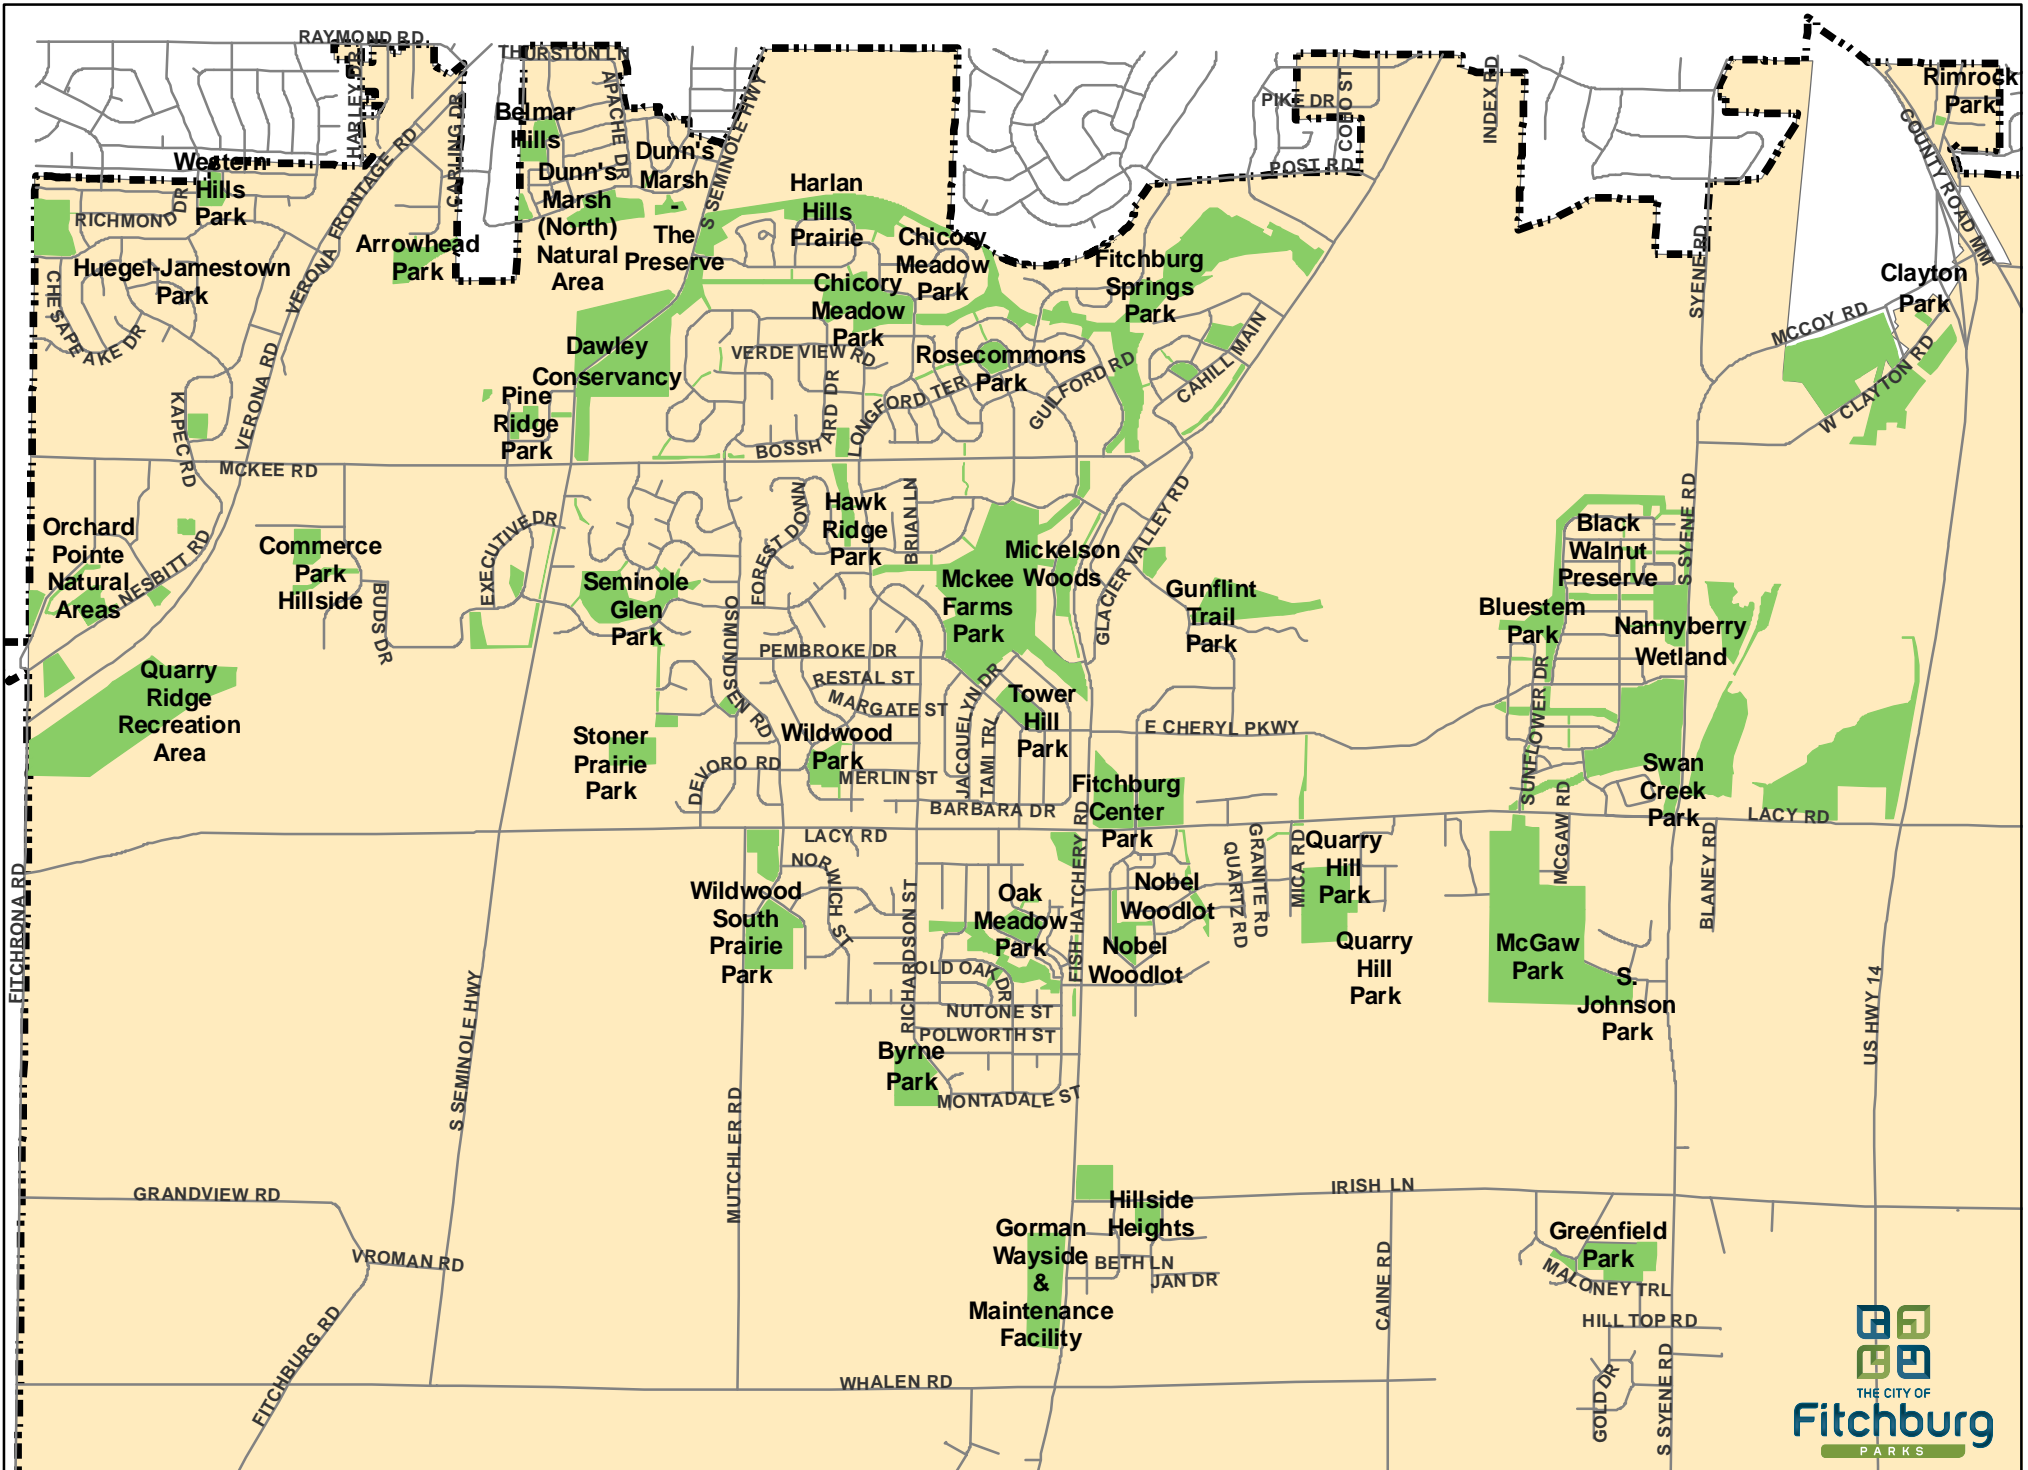 RAYMOND RD
HARLEY DR
VERONA FRONTAGE RD
CARLING DR
THURSTON LN
APACHE DR
S SEMINOLE HWY
PIKE DR
COHO ST
POST RD
INDEX RD
SYENE RD
COUNTY ROAD MM
Rimrock
Park
Belmar
Hills
Dunn's
Marsh
-
The
Preserve
Dunn's
Marsh
(North)
Natural
Area
Western
Hills
Park
RICHMOND DR
Arrowhead
Park
Huegel-Jamestown
Park
CHESAPEAKE DR
Harlan
Hills
Prairie
Chicory
Meadow
Park
Chicory
Meadow
Park
Fitchburg
Springs
Park
Clayton
Park
MCCOY RD
W CLAYTON RD
Dawley
Conservancy
VERDE VIEW RD
Rosecommons
Park
GUILFORD RD
CAHILL MAIN
LONGFORD TER
BOSSHARD DR
Pine
Ridge
Park
KAPEC RD
VERONA RD
MCKEE RD
Orchard
Pointe
Natural
Areas
NESBITT RD
Commerce
Park
Hillside
BUDS DR
EXECUTIVE DR
Seminole
Glen
Park
OSMUNDSEN RD
FOREST DOWN
Hawk
Ridge
Park
BRIAN LN
Mckee
Farms
Park
Mickelson
Woods
GLACIER VALLEY RD
Gunflint
Trail
Park
Black
Walnut
Preserve
S SYENE RD
Bluestem
Park
Nannyberry
Wetland
Quarry
Ridge
Recreation
Area
PEMBROKE DR
RESTAL ST
MARGATE ST
JACQUELYN DR
TAMI TRL
Tower
Hill
Park
E CHERYL PKWY
SUNFLOWER DR
Stoner
Prairie
Park
Wildwood
Park
DEVORO RD
MERLIN ST
BARBARA DR
Fitchburg
Center
Park
Swan
Creek
Park
MCGAW RD
LACY RD
LACY RD
BLANEY RD
NORWICH ST
Wildwood
South
Prairie
Park
RICHARDSON ST
Oak
Meadow
Park
FISH HATCHERY RD
Nobel
Woodlot
Nobel
Woodlot
QUARTZ RD
GRANITE RD
MICA RD
Quarry
Hill
Park
Quarry
Hill
Park
McGaw
Park
S.
Johnson
Park
OLD OAK DR
NUTONE ST
POLWORTH ST
Byrne
Park
MONTADALE ST
FITCHRONA RD
S SEMINOLE HWY
MUTCHLER RD
US HWY 14
GRANDVIEW RD
VROMAN RD
FITCHBURG RD
IRISH LN
Hillside
Heights
Gorman
Wayside
&
Maintenance
Facility
BETH LN
JAN DR
CAINE RD
Greenfield
Park
MALONEY TRL
HILL TOP RD
GOLD DR
S SYENE RD
WHALEN RD
THE CITY OF
Fitchburg
PARKS